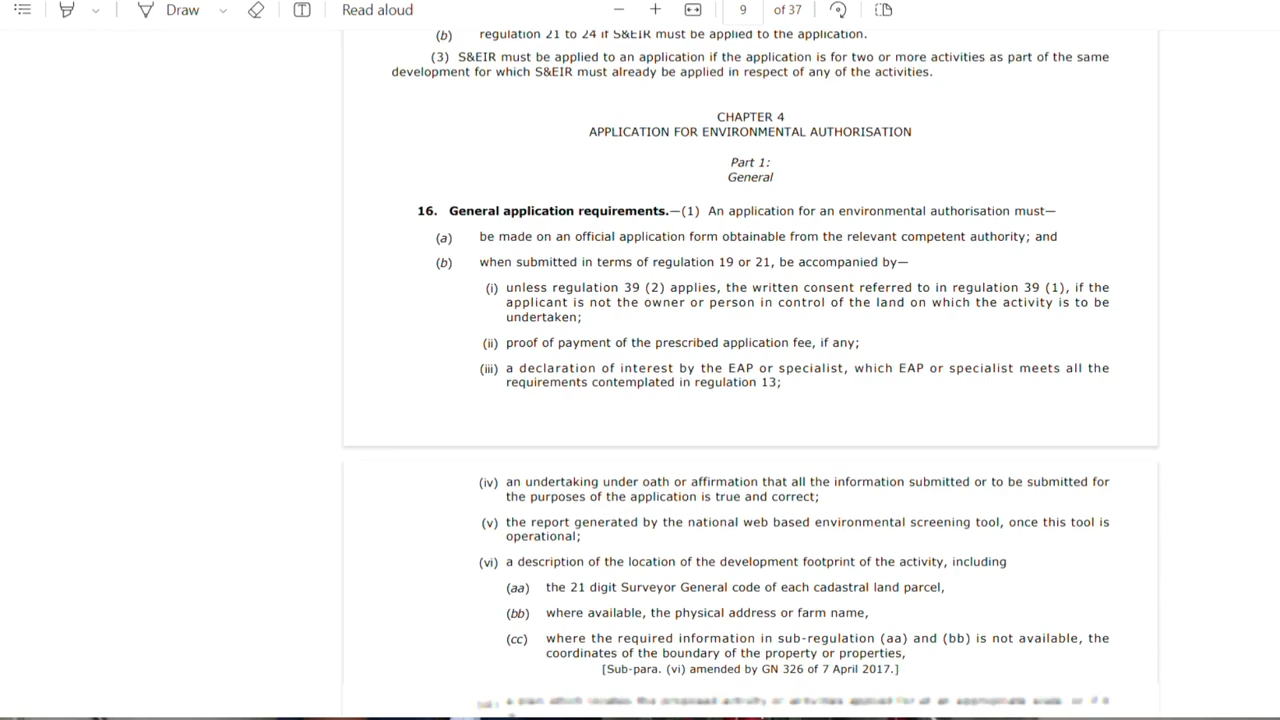 Draw
Read aloud
9 of 37
(b) regulation 21 to 24 if S&EIR must be applied to the application.
(3) S&EIR must be applied to an application if the application is for two or more activities as part of the same
development for which S&EIR must already be applied in respect of any of the activities.
CHAPTER 4
APPLICATION FOR ENVIRONMENTAL AUTHORISATION
Part 1:
General
16. General application requirements.—(1) An application for an environmental authorisation must—
(a) be made on an official application form obtainable from the relevant competent authority; and
(b) when submitted in terms of regulation 19 or 21, be accompanied by—
(i) unless regulation 39 (2) applies, the written consent referred to in regulation 39 (1), if the
applicant is not the owner or person in control of the land on which the activity is to be
undertaken;
(ii) proof of payment of the prescribed application fee, if any;
(iii) a declaration of interest by the EAP or specialist, which EAP or specialist meets all the
requirements contemplated in regulation 13;
(iv) an undertaking under oath or affirmation that all the information submitted or to be submitted for
the purposes of the application is true and correct;
(v) the report generated by the national web based environmental screening tool, once this tool is
operational;
(vi) a description of the location of the development footprint of the activity, including
(aa) the 21 digit Surveyor General code of each cadastral land parcel,
(bb) where available, the physical address or farm name,
(cc) where the required information in sub-regulation (aa) and (bb) is not available, the
coordinates of the boundary of the property or properties,
[Sub-para. (vi) amended by GN 326 of 7 April 2017.]